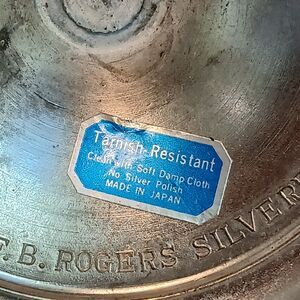 Tarnish-Resistant
Clean with Soft Damp Cloth
No Silver Polish
MADE IN JAPAN
F.B. ROGERS SILVER